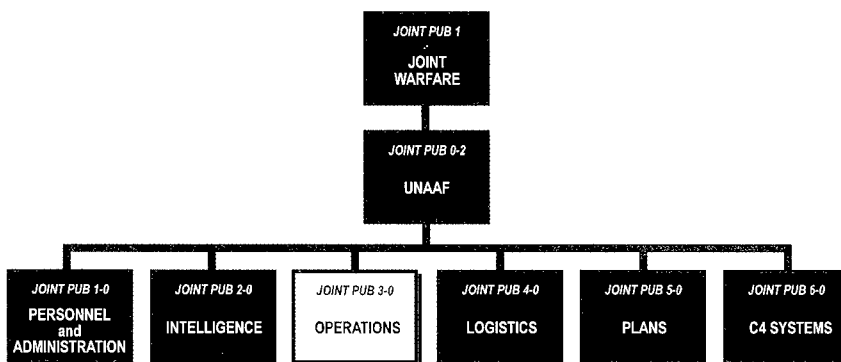 JOINT PUB 1
JOINT
WARFARE
JOINT PUB 0-2
UNAAF
JOINT PUB 1-0
PERSONNEL
and
ADMINISTRATION
JOINT PUB 2-0
INTELLIGENCE
JOINT PUB 3-0
OPERATIONS
JOINT PUB 4-0
LOGISTICS
JOINT PUB 5-0
PLANS
JOINT PUB 6-0
C4 SYSTEMS